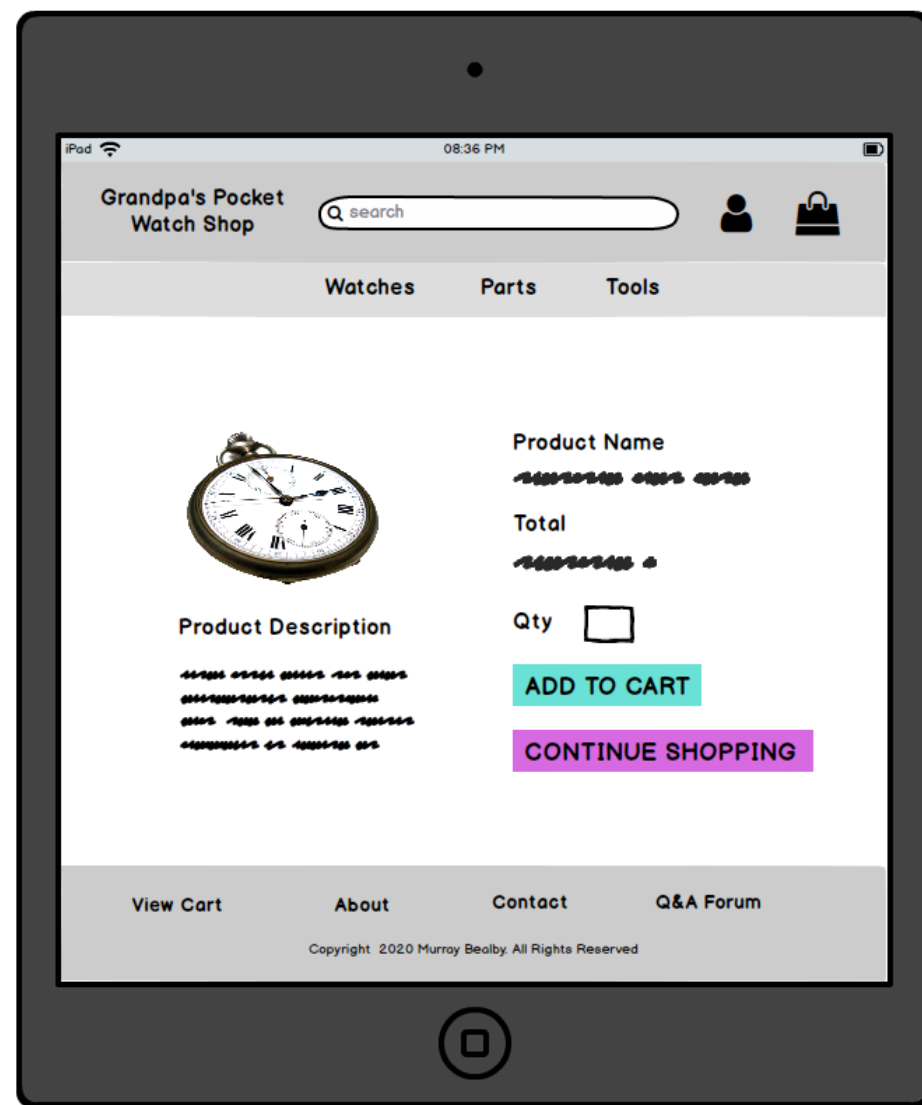 iPad
08:36 PM
Grandpa's Pocket
Watch Shop
search
Watches Parts Tools
Product Name
Total
Qty
Product Description
ADD TO CART
CONTINUE SHOPPING
View Cart About Contact Q&A Forum
Copyright 2020 Murray Bealby. All Rights Reserved